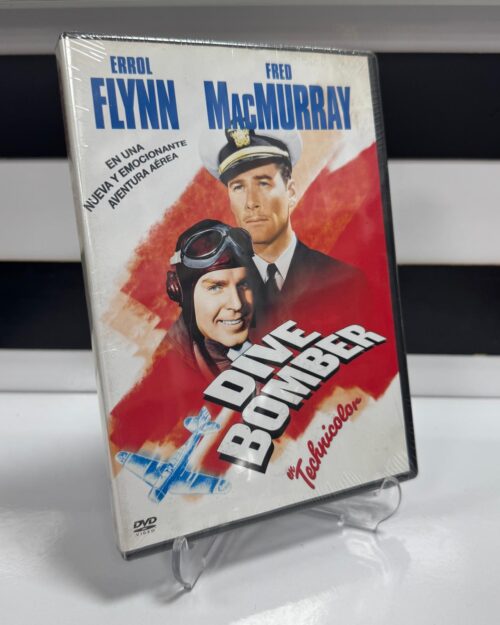 ERROL
FLYNN
FRED
MACMURRAY
EN UNA
NUEVA Y EMOCIONANTE
AVENTURA AÉREA
DIVE
BOMBER
en Technicolor
DVD
VIDEO